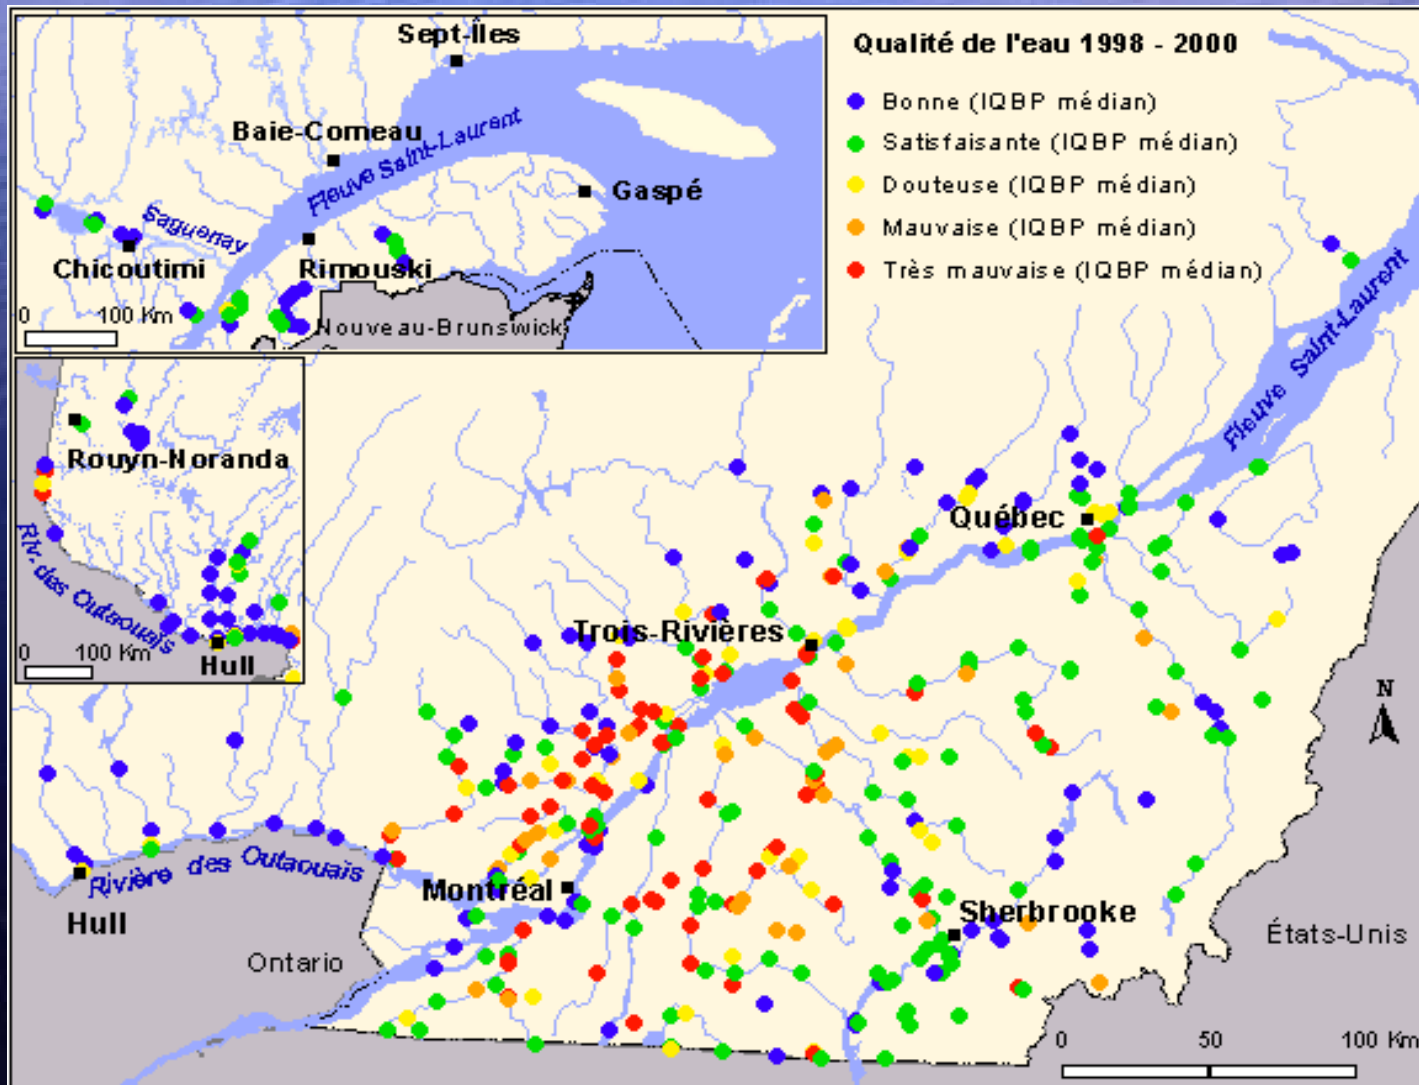 Sept-Îles
Baie-Comeau
Fleuve Saint-Laurent
Gaspé
Saguenay
Chicoutimi
Rimouski
0 100 Km
Nouveau-Brunswick
Qualité de l'eau 1998 - 2000
Bonne (IQBP médian)
Satisfaisante (IQBP médian)
Douteuse (IQBP médian)
Mauvaise (IQBP médian)
Très mauvaise (IQBP médian)
Fleuve Saint-Laurent
Rouyn-Noranda
Riv. des Outaouais
0 100 Km
Hull
Québec
Trois-Rivières
N
Montréal
Rivière des Outaouais
Hull
Sherbrooke
Ontario
États-Unis
0 50 100 Km